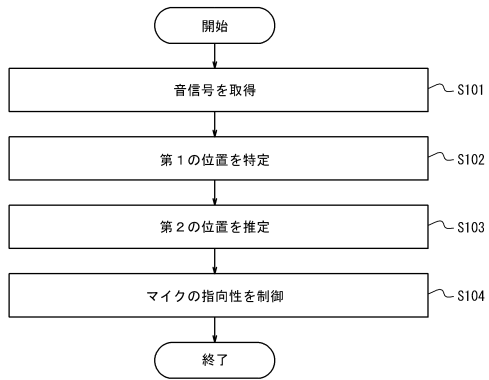 開始
音信号を取得
S101
第1の位置を特定
S102
第2の位置を推定
S103
マイクの指向性を制御
S104
終了